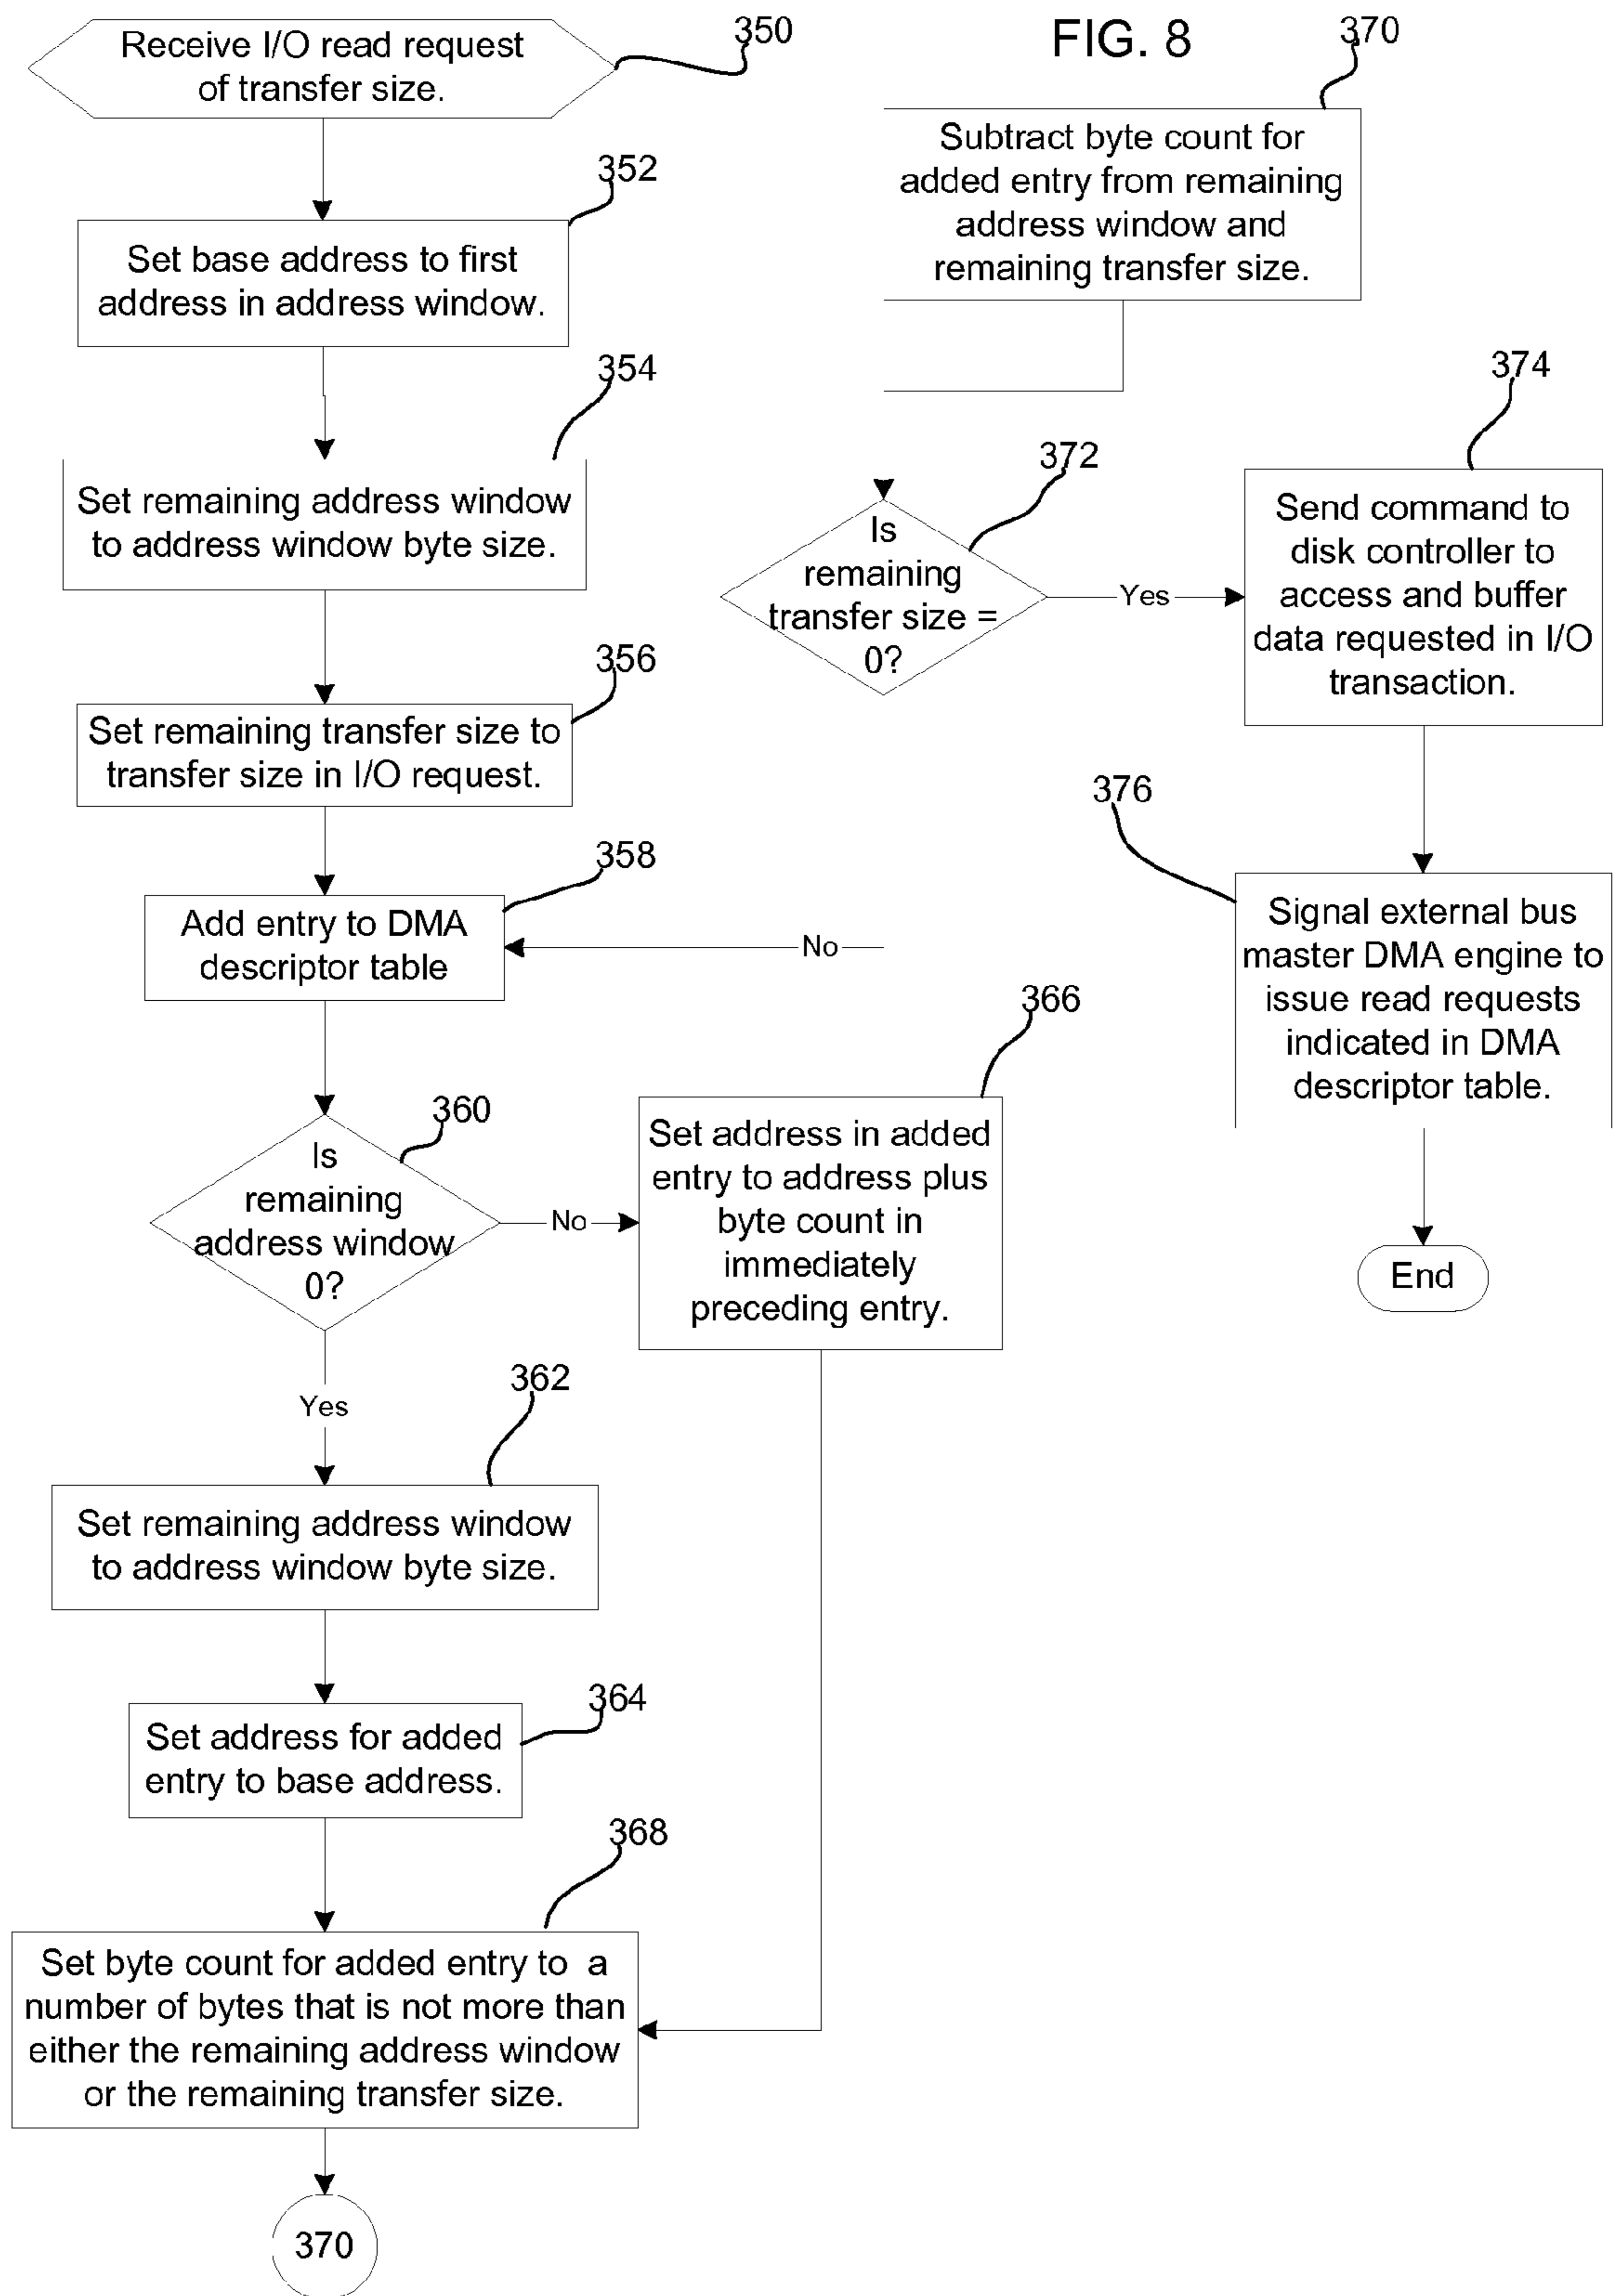 FIG. 8
350
Receive I/O read request
of transfer size.
352
Set base address to first
address in address window.
354
Set remaining address window
to address window byte size.
356
Set remaining transfer size to
transfer size in I/O request.
358
Add entry to DMA
descriptor table
No
360
Is
remaining
address window
0?
No
Yes
366
Set address in added
entry to address plus
byte count in
immediately
preceding entry.
362
Set remaining address window
to address window byte size.
364
Set address for added
entry to base address.
368
Set byte count for added entry to a
number of bytes that is not more than
either the remaining address window
or the remaining transfer size.
370
370
Subtract byte count for
added entry from remaining
address window and
remaining transfer size.
372
Is
remaining
transfer size =
0?
Yes
374
Send command to
disk controller to
access and buffer
data requested in I/O
transaction.
376
Signal external bus
master DMA engine to
issue read requests
indicated in DMA
descriptor table.
End